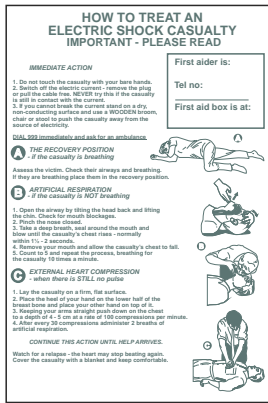 HOW TO TREAT AN
ELECTRIC SHOCK CASUALTY
IMPORTANT - PLEASE READ
IMMEDIATE ACTION
1. Do not touch the casualty with your bare hands.
2. Switch off the electric current - remove the plug
or pull the cable free. NEVER try this if the casualty
is still in contact with the current.
3. If you cannot break the current stand on a dry,
non-conducting surface and use a WOODEN broom,
chair or stool to push the casualty away from the
source of electricity.
DIAL 999 immediately and ask for an ambulance
First aider is:
Tel no:
First aid box is at:
A THE RECOVERY POSITION
- if the casualty is breathing
Assess the victim. Check their airways and breathing.
If they are breathing place them in the recovery position.
A
B ARTIFICIAL RESPIRATION
- if the casualty is NOT breathing
1. Open the airway by tilting the head back and lifting
the chin. Check for mouth blockages.
2. Pinch the nose closed.
3. Take a deep breath, seal around the mouth and
blow until the casualty's chest rises - normally
within 1½ - 2 seconds.
4. Remove your mouth and allow the casualty's chest to fall.
5. Count to 5 and repeat the process, breathing for
the casualty 10 times a minute.
B
C EXTERNAL HEART COMPRESSION
- when there is STILL no pulse
1. Lay the casualty on a firm, flat surface.
2. Place the heel of your hand on the lower half of the
breast bone and place your other hand on top of it.
3. Keeping your arms straight push down on the chest
to a depth of 4 - 5 cm at a rate of 100 compressions per minute.
4. After every 30 compressions administer 2 breaths of
artificial respiration.
C
CONTINUE THIS ACTION UNTIL HELP ARRIVES.
Watch for a relapse - the heart may stop beating again.
Cover the casualty with a blanket and keep comfortable.